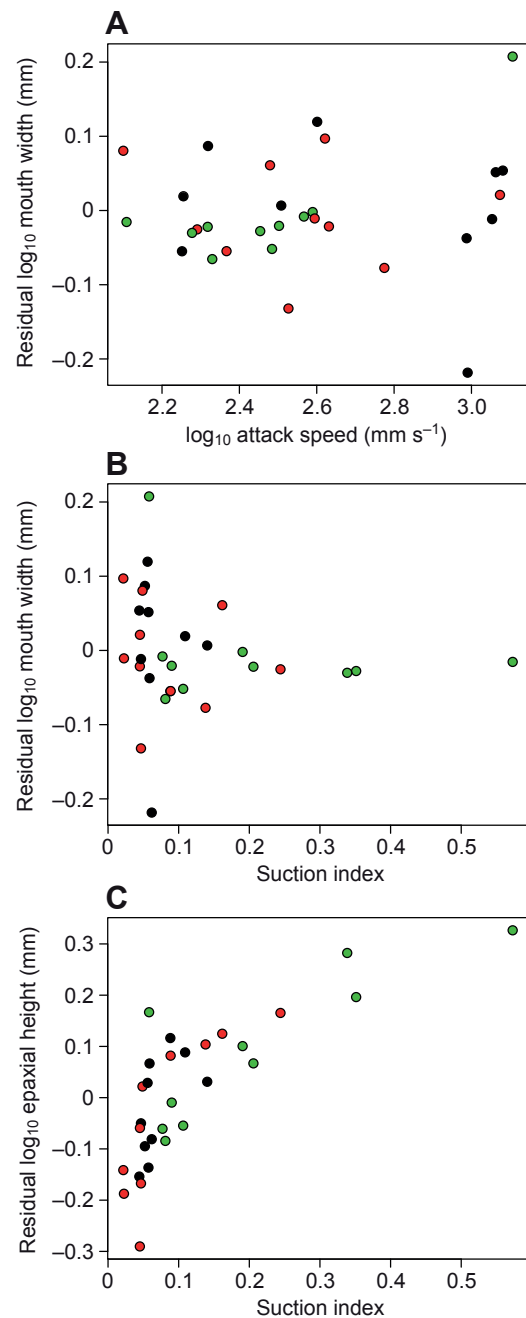 A
Residual log10 mouth width (mm)
0.2
0.1
0
–0.1
–0.2
2.2 2.4 2.6 2.8 3.0
log10 attack speed (mm s–1)
B
Residual log10 mouth width (mm)
0.2
0.1
0
–0.1
–0.2
0 0.1 0.2 0.3 0.4 0.5
Suction index
C
Residual log10 epaxial height (mm)
0.3
0.2
0.1
0
–0.1
–0.2
–0.3
0 0.1 0.2 0.3 0.4 0.5
Suction index